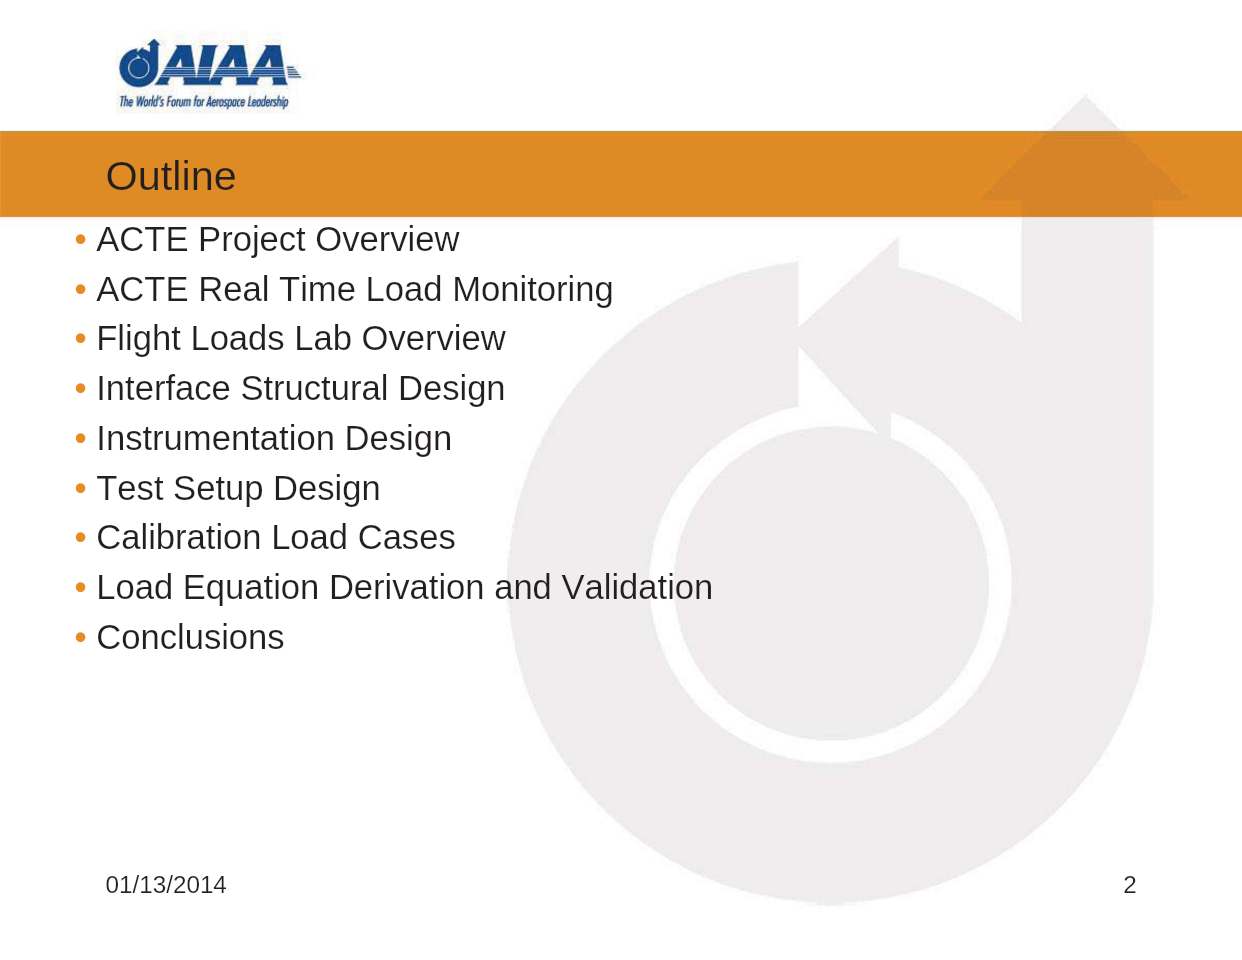 AIAA
The World's Forum for Aerospace Leadership
Outline
• ACTE Project Overview
• ACTE Real Time Load Monitoring
• Flight Loads Lab Overview
• Interface Structural Design
• Instrumentation Design
• Test Setup Design
• Calibration Load Cases
• Load Equation Derivation and Validation
• Conclusions
01/13/2014
2